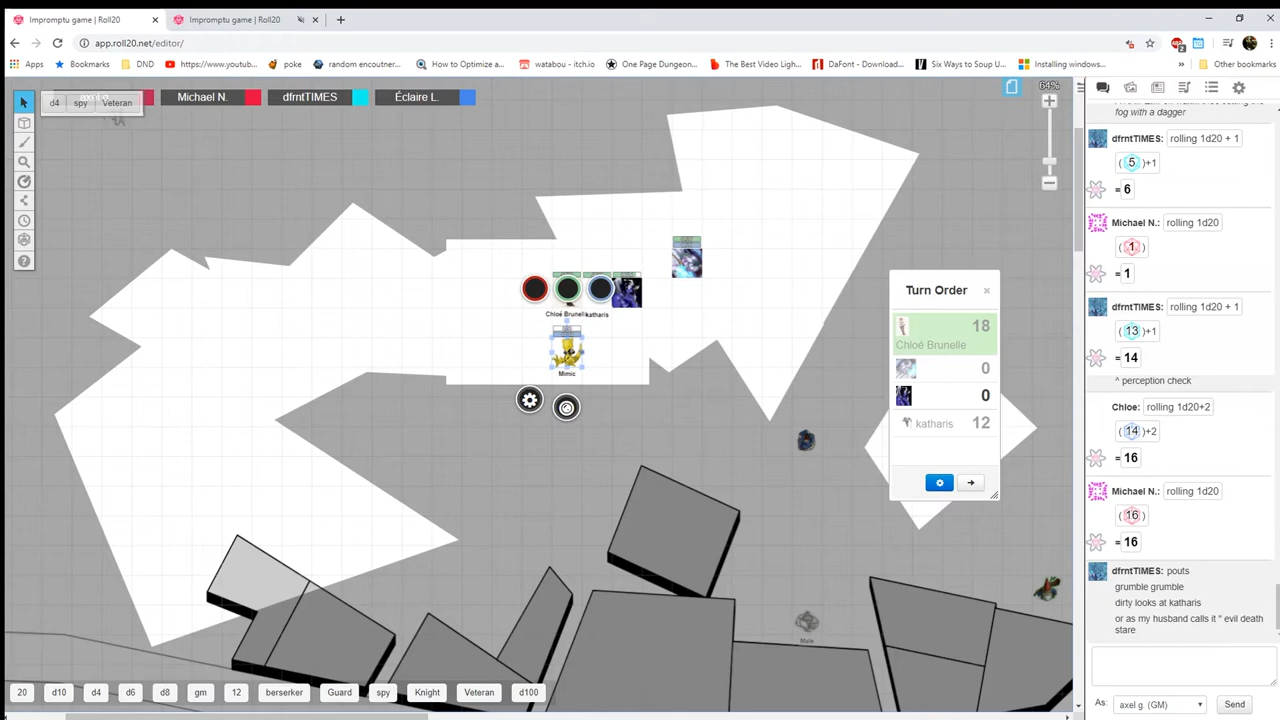 Impromptu game | Roll20
Impromptu game | Roll20
app.roll20.net/editor/
Apps
Bookmarks
DND
https://www.youtube...
poke
random encoutner...
How to Optimize a...
watabou - itch.io
One Page Dungeon...
The Best Video Ligh...
DaFont - Download...
Six Ways to Soup U...
Installing windows...
»
Other bookmarks
Michael N.
dfrntTIMES
Éclaire L.
d4
spy
Veteran
64%
fog with a dagger
dfrntTIMES: rolling 1d20 + 1
(5)+1
= 6
Michael N.: rolling 1d20
(1)
= 1
dfrntTIMES: rolling 1d20 + 1
(13)+1
= 14
^ perception check
Chloe: rolling 1d20+2
(14)+2
= 16
Michael N.: rolling 1d20
(16)
= 16
dfrntTIMES: pouts
grumble grumble
dirty looks at katharis
or as my husband calls it " evil death
stare
As:
axel g. (GM)
Send
Turn Order
18
Chloé Brunelle
0
0
katharis
12
katharis
Mimic
Mule
20
d10
d4
d6
d8
gm
12
berserker
Guard
spy
Knight
Veteran
d100